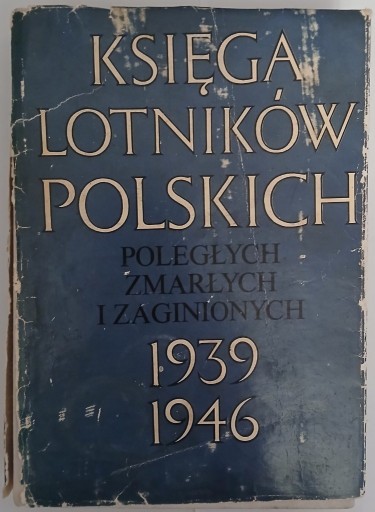 KSIĘGA
LOTNIKÓW
POLSKICH
POLEGŁYCH
ZMARŁYCH
I ZAGINIONYCH
1939
1946